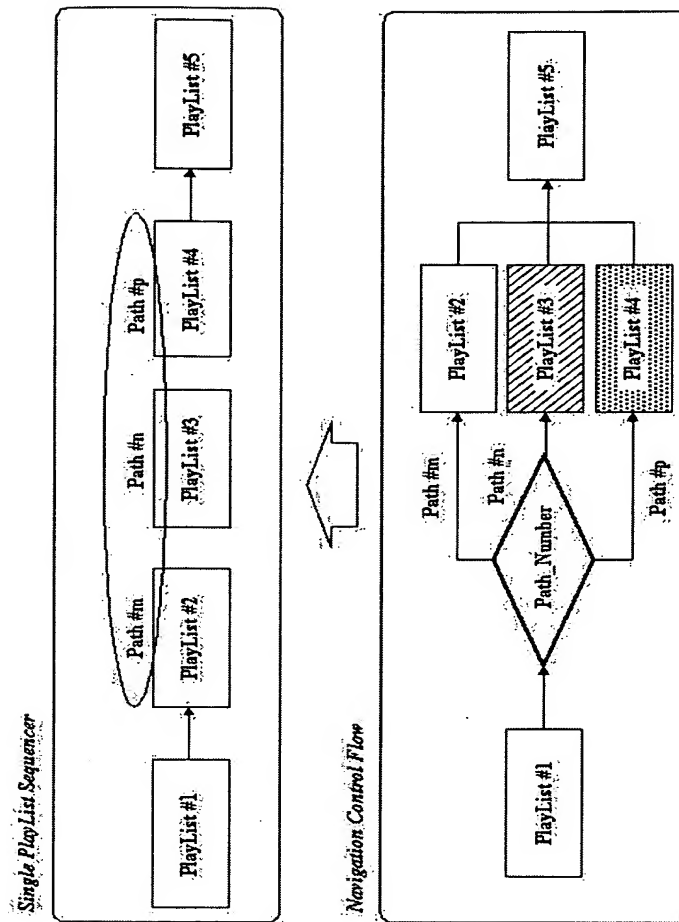 Single PlayList Sequencer
Path #m
Path #n
Path #p
PlayList #1
PlayList #2
PlayList #3
PlayList #4
PlayList #5
Navigation Control Flow
PlayList #1
Path_Number
Path #m
Path #n
Path #p
PlayList #2
PlayList #3
PlayList #4
PlayList #5